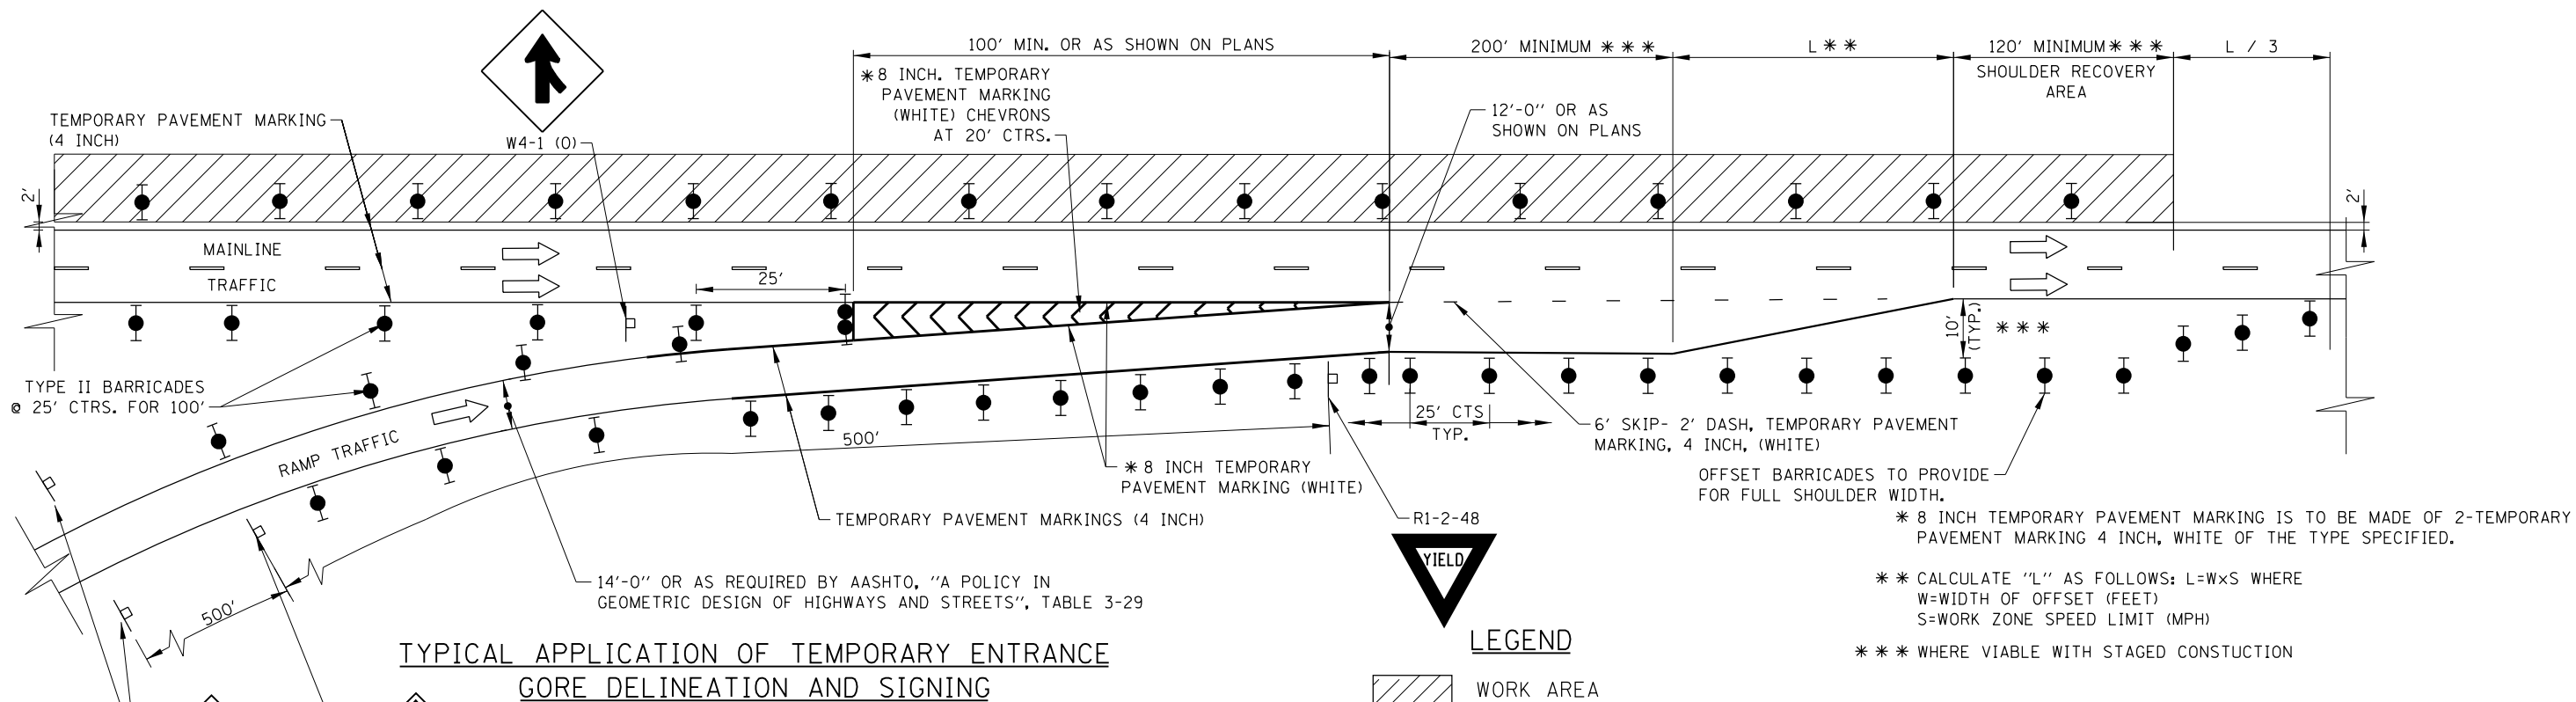 100' MIN. OR AS SHOWN ON PLANS
200' MINIMUM ***
L **
120' MINIMUM ***
L / 3
SHOULDER RECOVERY
AREA
*8 INCH. TEMPORARY
PAVEMENT MARKING
(WHITE) CHEVRONS
AT 20' CTRS.
12'-0'' OR AS
SHOWN ON PLANS
TEMPORARY PAVEMENT MARKING
(4 INCH)
W4-1 (O)
2'
2'
MAINLINE
TRAFFIC
25'
10'
(TYP.)
***
TYPE II BARRICADES
@ 25' CTRS. FOR 100'
RAMP TRAFFIC
500'
25' CTS
TYP.
6' SKIP- 2' DASH, TEMPORARY PAVEMENT
MARKING, 4 INCH, (WHITE)
*8 INCH TEMPORARY
PAVEMENT MARKING (WHITE)
OFFSET BARRICADES TO PROVIDE
FOR FULL SHOULDER WIDTH.
TEMPORARY PAVEMENT MARKINGS (4 INCH)
R1-2-48
YIELD
* 8 INCH TEMPORARY PAVEMENT MARKING IS TO BE MADE OF 2-TEMPORARY
PAVEMENT MARKING 4 INCH, WHITE OF THE TYPE SPECIFIED.
14'-0'' OR AS REQUIRED BY AASHTO, ''A POLICY IN
GEOMETRIC DESIGN OF HIGHWAYS AND STREETS'', TABLE 3-29
500'
** CALCULATE ''L'' AS FOLLOWS: L=WxS WHERE
W=WIDTH OF OFFSET (FEET)
S=WORK ZONE SPEED LIMIT (MPH)
*** WHERE VIABLE WITH STAGED CONSTUCTION
TYPICAL APPLICATION OF TEMPORARY ENTRANCE
GORE DELINEATION AND SIGNING
LEGEND
WORK AREA